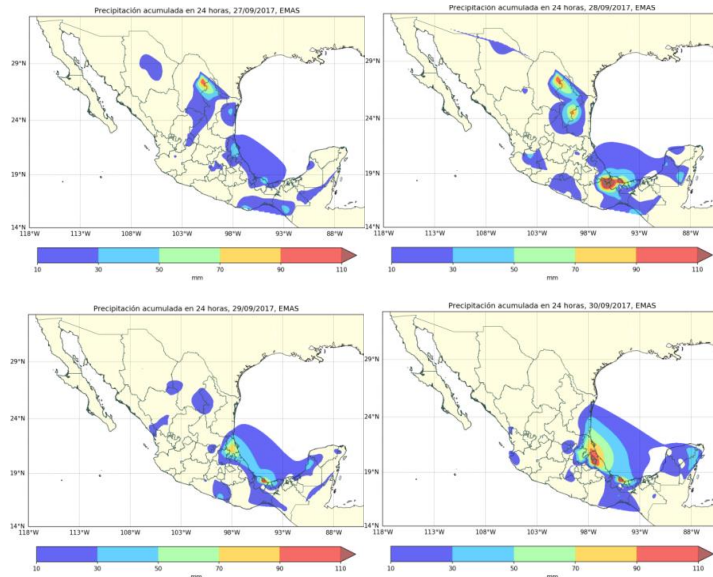 Precipitación acumulada en 24 horas, 27/09/2017, EMAS
29°N
24°N
19°N
14°N
118°W 113°W 108°W 103°W 98°W 93°W 88°W
10 30 50 70 90 110
mm
Precipitación acumulada en 24 horas, 28/09/2017, EMAS
29°N
24°N
19°N
14°N
118°W 113°W 108°W 103°W 98°W 93°W 88°W
10 30 50 70 90 110
mm
Precipitación acumulada en 24 horas, 29/09/2017, EMAS
29°N
24°N
19°N
14°N
118°W 113°W 108°W 103°W 98°W 93°W 88°W
10 30 50 70 90 110
mm
Precipitación acumulada en 24 horas, 30/09/2017, EMAS
29°N
24°N
19°N
14°N
118°W 113°W 108°W 103°W 98°W 93°W 88°W
10 30 50 70 90 110
mm